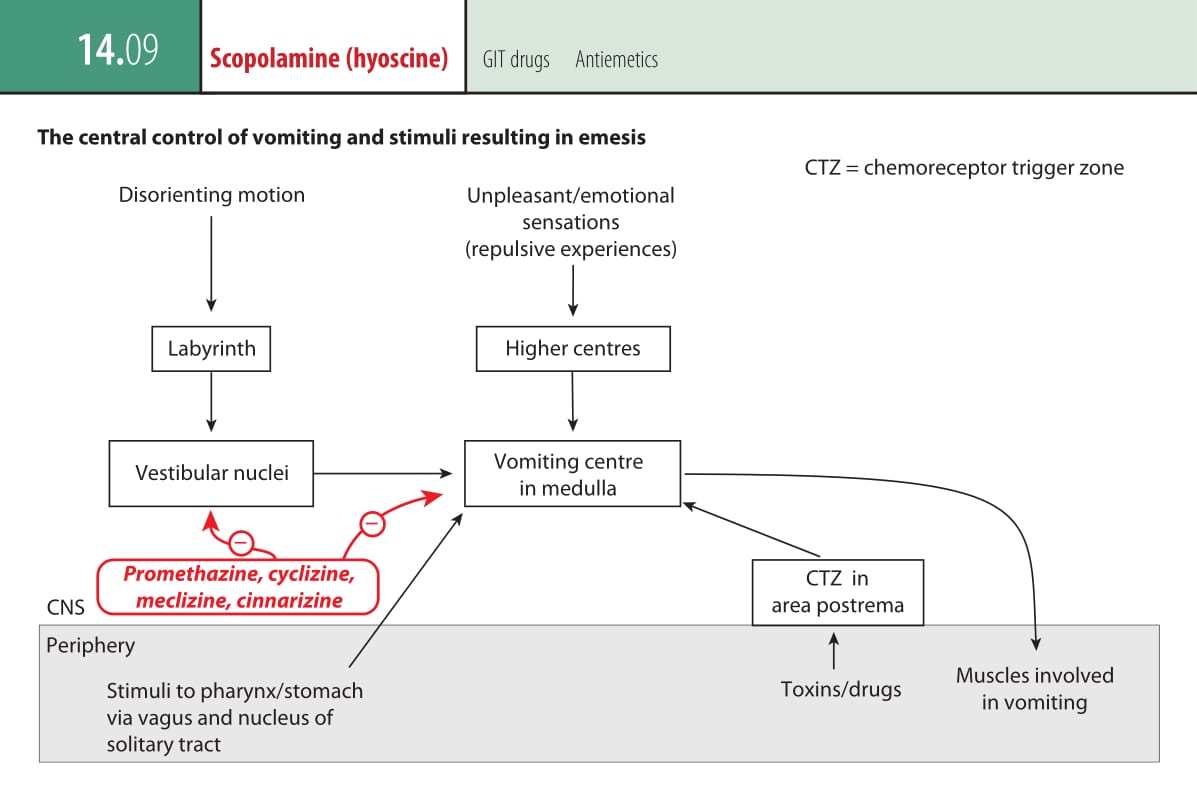 14.09
Scopolamine (hyoscine)
GIT drugs Antiemetics
The central control of vomiting and stimuli resulting in emesis
CTZ = chemoreceptor trigger zone
Disorienting motion
Unpleasant/emotional
sensations
(repulsive experiences)
Labyrinth
Higher centres
Vestibular nuclei
Vomiting centre
in medulla
Promethazine, cyclizine,
meclizine, cinnarizine
CTZ in
area postrema
CNS
Periphery
Stimuli to pharynx/stomach
via vagus and nucleus of
solitary tract
Toxins/drugs
Muscles involved
in vomiting